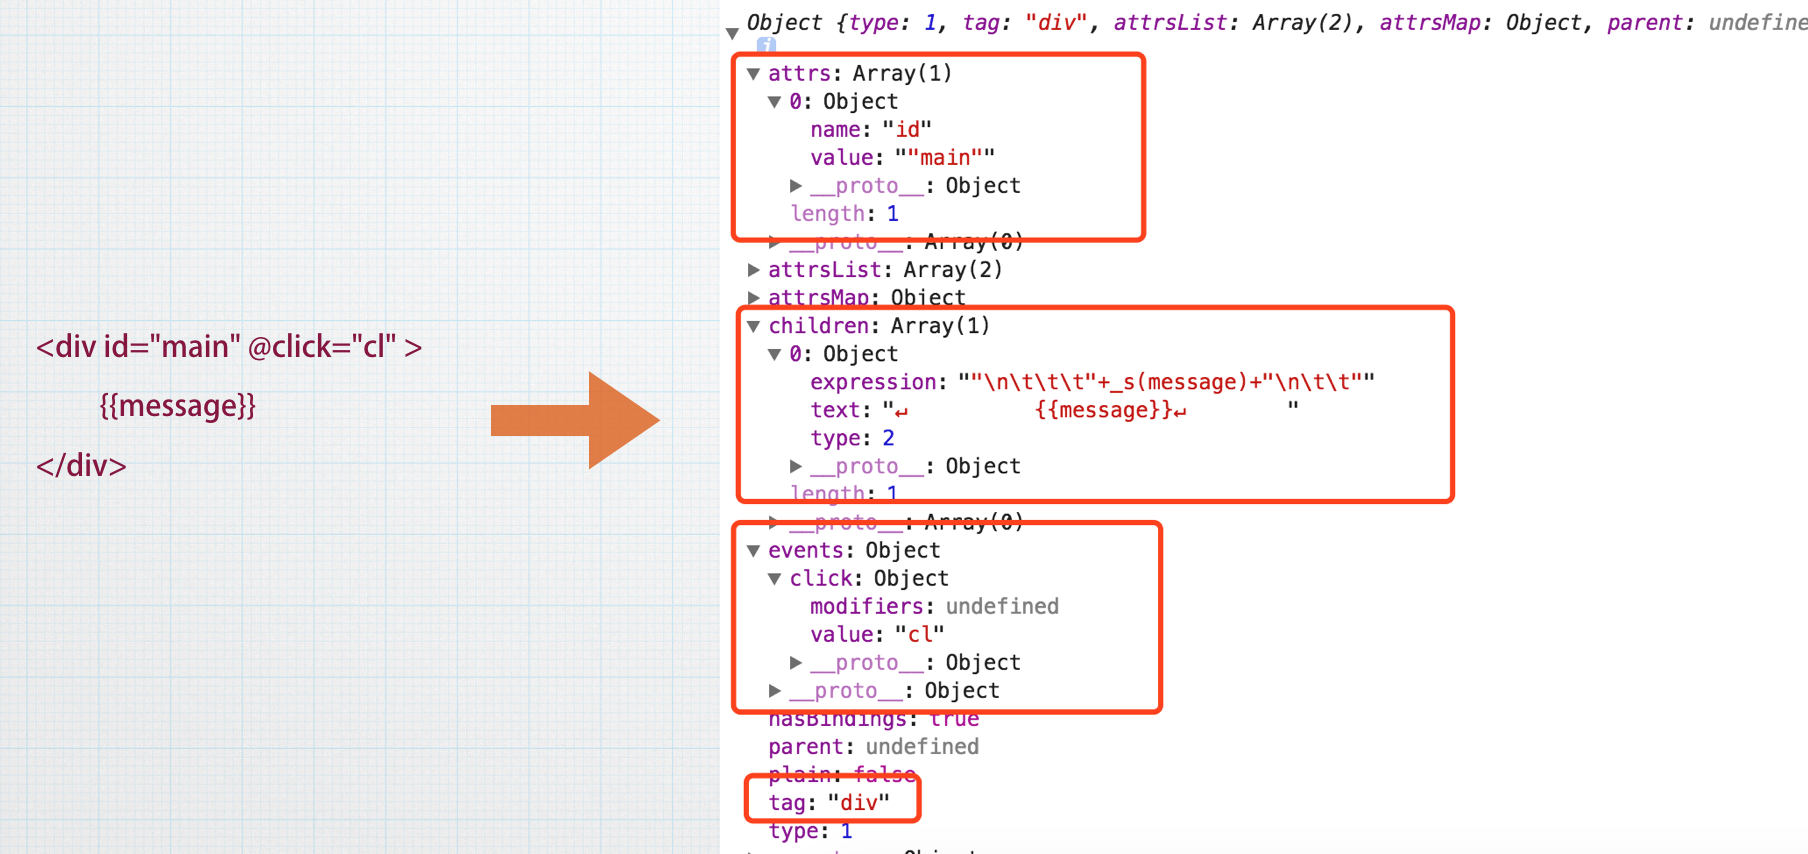 <div id="main" @click="cl" >
{{message}}
</div>
Object {type: 1, tag: "div", attrsList: Array(2), attrsMap: Object, parent: undefine
i
▼ attrs: Array(1)
▼ 0: Object
name: "id"
value: ""main""
▶ __proto__: Object
length: 1
▶ __proto__: Array(0)
▶ attrsList: Array(2)
▶ attrsMap: Object
▼ children: Array(1)
▼ 0: Object
expression: ""\n\t\t\t"+_s(message)+"\n\t\t""
text: "↵          {{message}}↵        "
type: 2
▶ __proto__: Object
length: 1
▶ __proto__: Array(0)
▼ events: Object
▼ click: Object
modifiers: undefined
value: "cl"
▶ __proto__: Object
▶ __proto__: Object
hasBindings: true
parent: undefined
plain: false
tag: "div"
type: 1